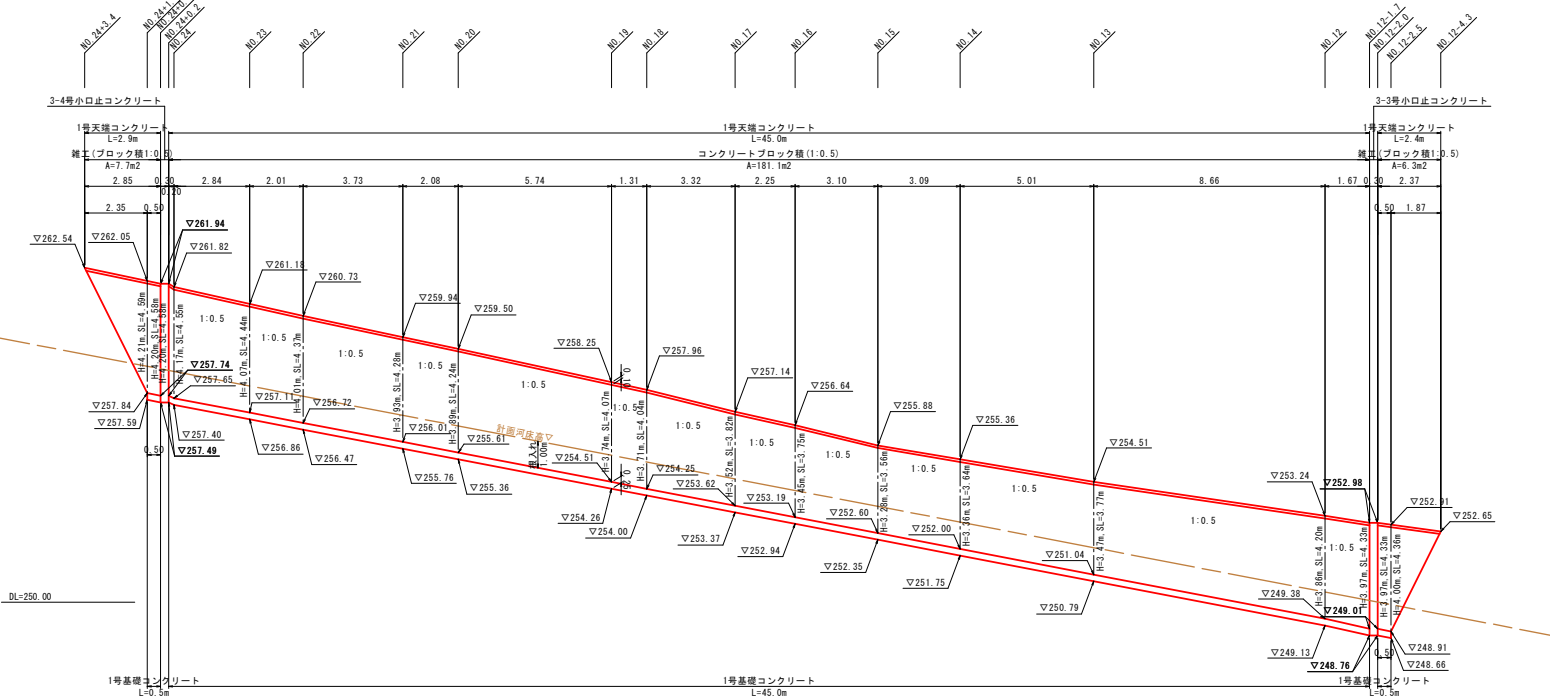 NO.24+3.4
NO.24+0.2
NO.24
NO.23
NO.22
NO.21
NO.20
NO.19
NO.18
NO.17
NO.16
NO.15
NO.14
NO.13
NO.12
NO.12-1.7
NO.12-2.0
NO.12-2.5
NO.12-4.3
3-4号小口止コンクリート
3-3号小口止コンクリート
1号天端コンクリート
L=2.9m
1号天端コンクリート
L=45.0m
1号天端コンクリート
L=2.4m
雑工(ブロック積1:0.5)
A=7.7m2
コンクリートブロック積(1:0.5)
A=181.1m2
雑工(ブロック積1:0.5)
A=6.3m2
2.85 0.30 2.84 2.01 3.73 2.08 5.74 1.31 3.32 2.25 3.10 3.09 5.01 8.66 1.67 0.30 2.37
0.20
2.35 0.50 0.50 1.87
▽262.54
▽262.05
▽261.94
▽261.82
▽261.18
▽260.73
▽259.94
▽259.50
▽258.25
▽257.96
▽257.14
▽256.64
▽255.88
▽255.36
▽254.51
▽253.24
▽252.98
▽252.91
▽252.65
H=4.21m,SL=4.59m
H=4.20m,SL=4.58m
H=4.20m,SL=4.58m
H=4.17m,SL=4.55m
H=4.07m,SL=4.44m
H=4.01m,SL=4.37m
H=3.93m,SL=4.28m
H=3.89m,SL=4.24m
H=3.74m,SL=4.07m
H=3.71m,SL=4.04m
H=3.52m,SL=3.82m
H=3.45m,SL=3.75m
H=3.28m,SL=3.56m
H=3.36m,SL=3.64m
H=3.47m,SL=3.77m
H=3.86m,SL=4.20m
H=3.97m,SL=4.33m
H=3.97m,SL=4.33m
H=4.00m,SL=4.36m
1:0.5
1:0.5
1:0.5
1:0.5
1:0.5
1:0.5
1:0.5
1:0.5
1:0.5
1:0.5
1:0.5
1:0.5
1:0.5
0.10
0.25
計画河床高▽
根入れ
1.00m
▽257.84
▽257.59
▽257.74
▽257.65
▽257.40
▽257.49
▽257.11
▽256.86
▽256.72
▽256.47
▽256.01
▽255.76
▽255.61
▽255.36
▽254.51
▽254.26
▽254.25
▽254.00
▽253.62
▽253.37
▽253.19
▽252.94
▽252.60
▽252.35
▽252.00
▽251.75
▽251.04
▽250.79
▽249.38
▽249.13
▽249.01
▽248.76
▽248.91
▽248.66
0.50
0.50
DL=250.00
1号基礎コンクリート
L=0.5m
1号基礎コンクリート
L=45.0m
1号基礎コンクリート
L=0.5m